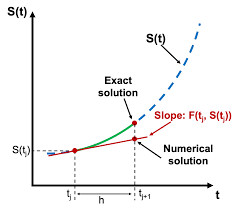 S(t)
S(t)
Exact
solution
Slope: F(tj, S(tj))
S(tj)
Numerical
solution
t
tj
tj+1
h